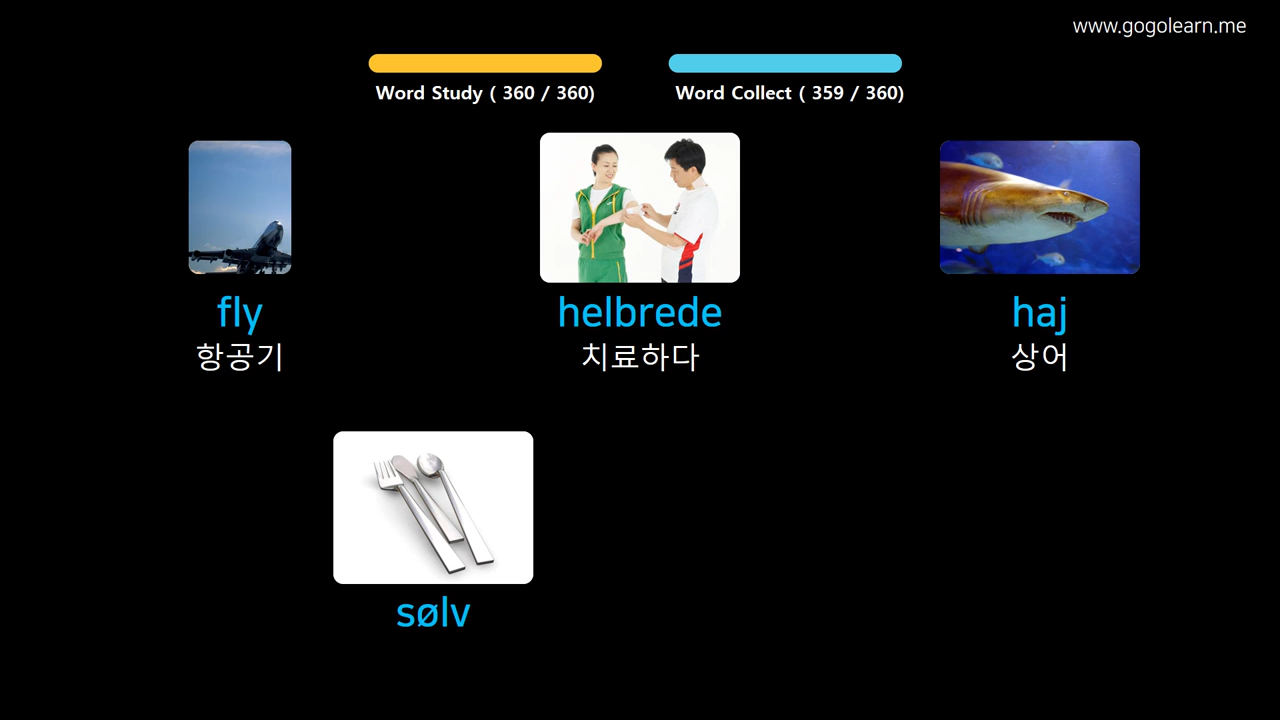 www.gogolearn.me
Word Study ( 360 / 360)
Word Collect ( 359 / 360)
fly
항공기
helbrede
치료하다
haj
상어
sølv